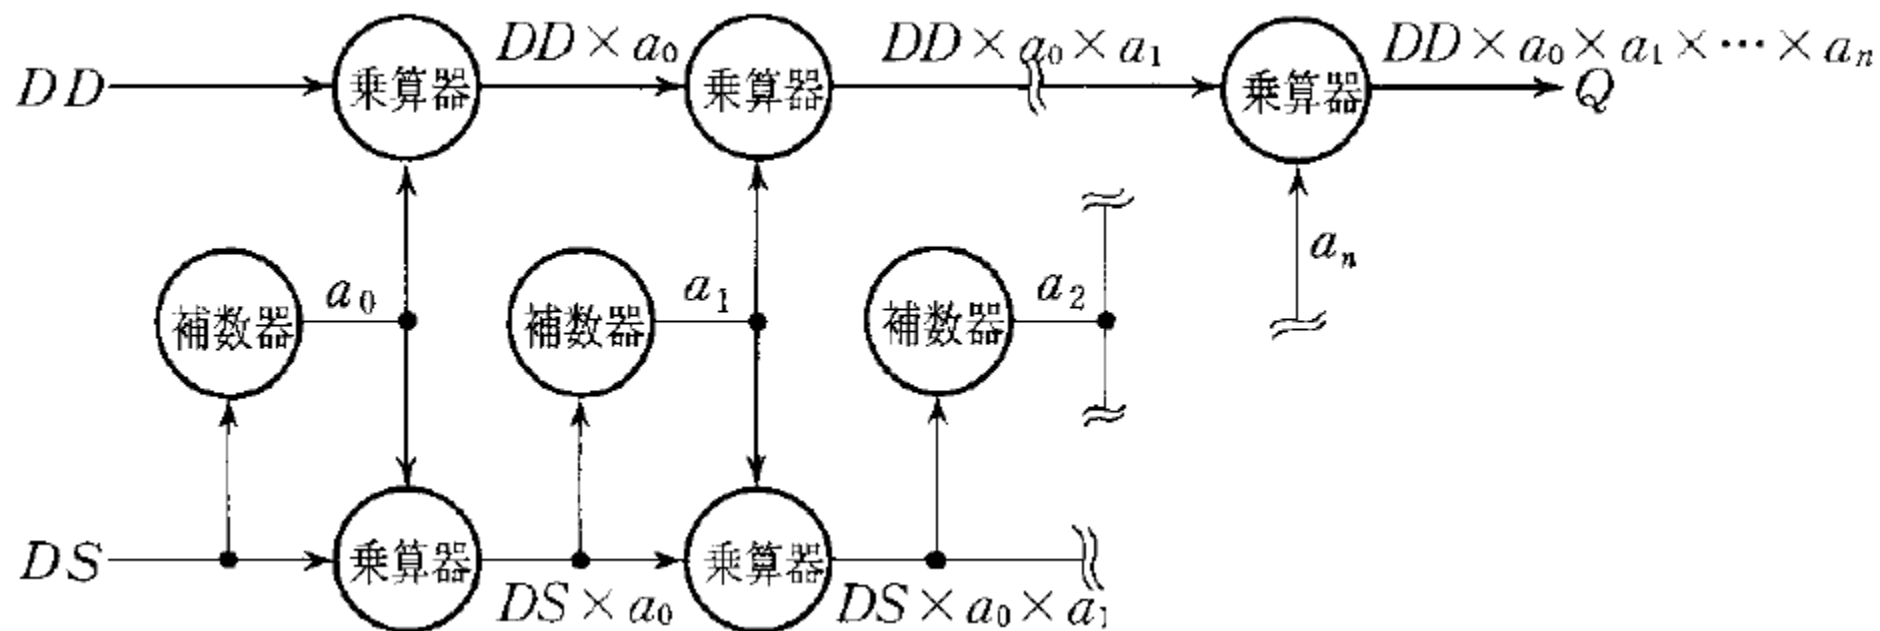 DD × a₀
DD × a₀ × a₁
DD × a₀ × a₁ × ⋯ × aₙ
DD
乗算器
乗算器
乗算器
Q
aₙ
補数器
a₀
補数器
a₁
補数器
a₂
DS
乗算器
乗算器
DS × a₀
DS × a₀ × a₁